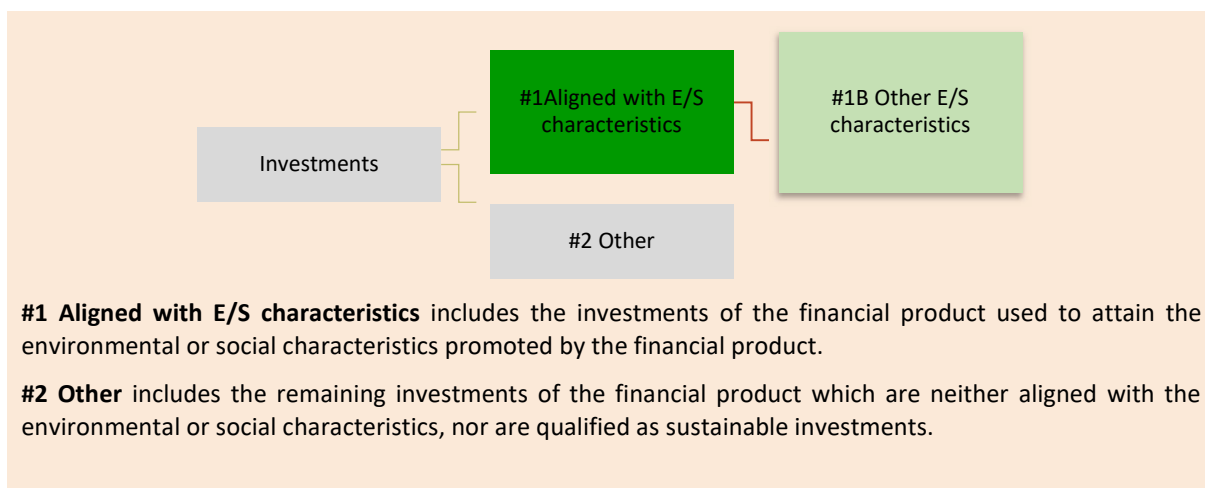 #1Aligned with E/S
characteristics
#1B Other E/S
characteristics
Investments
#2 Other
#1 Aligned with E/S characteristics includes the investments of the financial product used to attain the
environmental or social characteristics promoted by the financial product.
#2 Other includes the remaining investments of the financial product which are neither aligned with the
environmental or social characteristics, nor are qualified as sustainable investments.